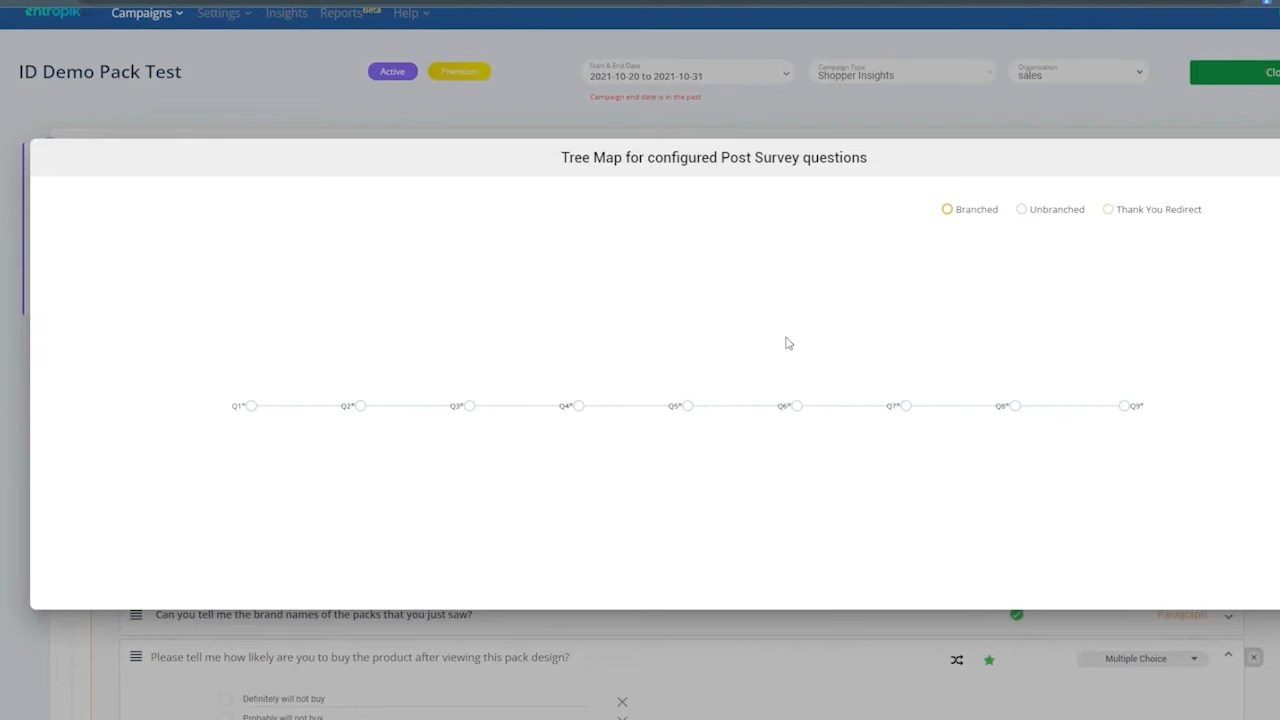 entropik
Campaigns Settings Insights Reports Beta Help
ID Demo Pack Test
Active
Premium
Start & End Date
2021-10-20 to 2021-10-31
Campaign end date is in the past
Campaign Type
Shopper Insights
Organization
sales
Clo
Tree Map for configured Post Survey questions
Branched Unbranched Thank You Redirect
Q1* Q2* Q3* Q4* Q5* Q6* Q7* Q8* Q9*
Can you tell me the brand names of the packs that you just saw? Paragraphs
Please tell me how likely are you to buy the product after viewing this pack design? Multiple Choice
Definitely will not buy
Probably will not buy